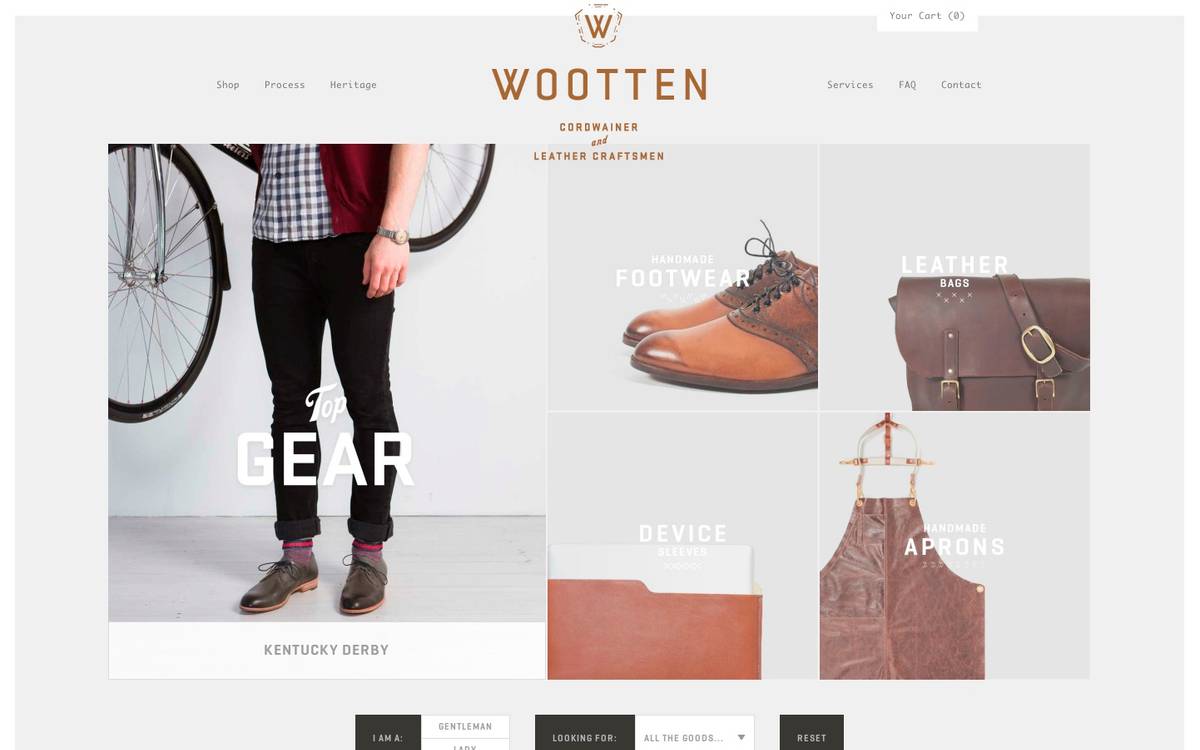 Your Cart (0)
W
Shop Process Heritage
WOOTTEN
Services FAQ Contact
CORDWAINER
and
LEATHER CRAFTSMEN
Top
GEAR
KENTUCKY DERBY
HANDMADE
FOOTWEAR
LEATHER
BAGS
DEVICE
SLEEVES
HANDMADE
APRONS
I AM A:
GENTLEMAN
LADY
LOOKING FOR:
ALL THE GOODS...
RESET